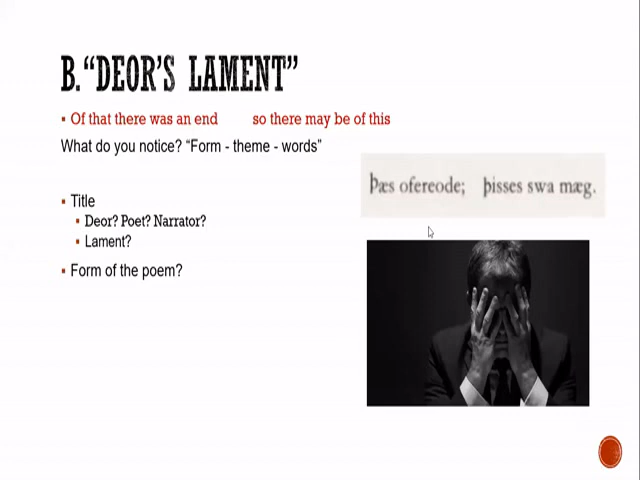 B. “DEOR’S LAMENT”
▪ Of that there was an end so there may be of this
What do you notice? “Form - theme - words”
þæs ofereode; þisses swa mæg.
▪ Title
▪ Deor? Poet? Narrator?
▪ Lament?
▪ Form of the poem?